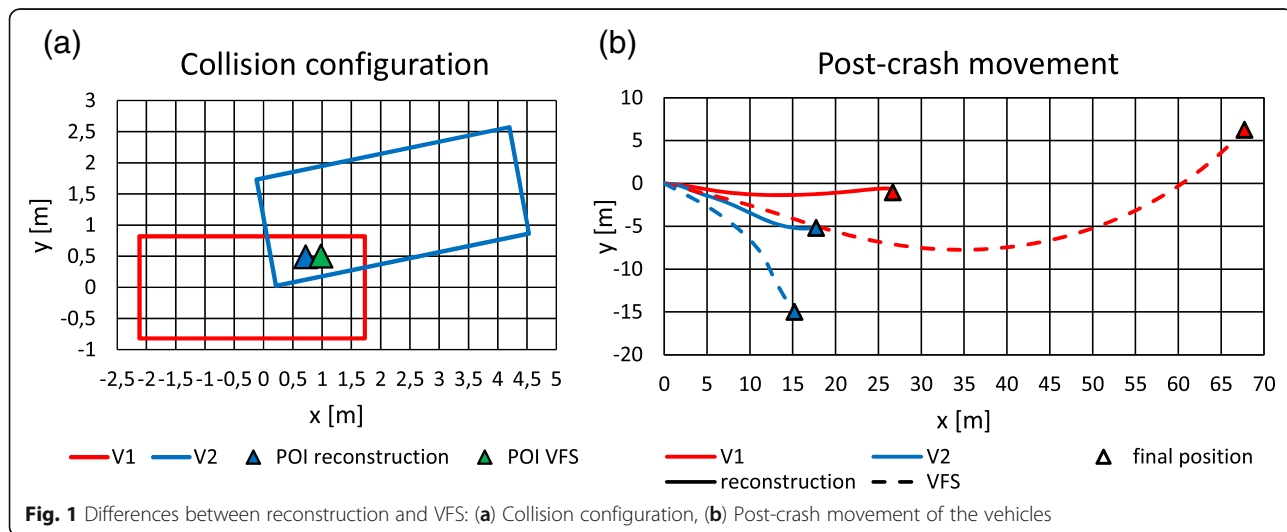 (a)
Collision configuration
3
2,5
2
1,5
1
0,5
0
-0,5
-1
y [m]
-2,5 -2 -1,5 -1 -0,5 0 0,5 1 1,5 2 2,5 3 3,5 4 4,5 5
x [m]
V1 V2 POI reconstruction POI VFS
(b)
Post-crash movement
10
5
0
-5
-10
-15
-20
y [m]
0 5 10 15 20 25 30 35 40 45 50 55 60 65 70
x [m]
V1 V2 final position
reconstruction VFS
Fig. 1 Differences between reconstruction and VFS: (a) Collision configuration, (b) Post-crash movement of the vehicles